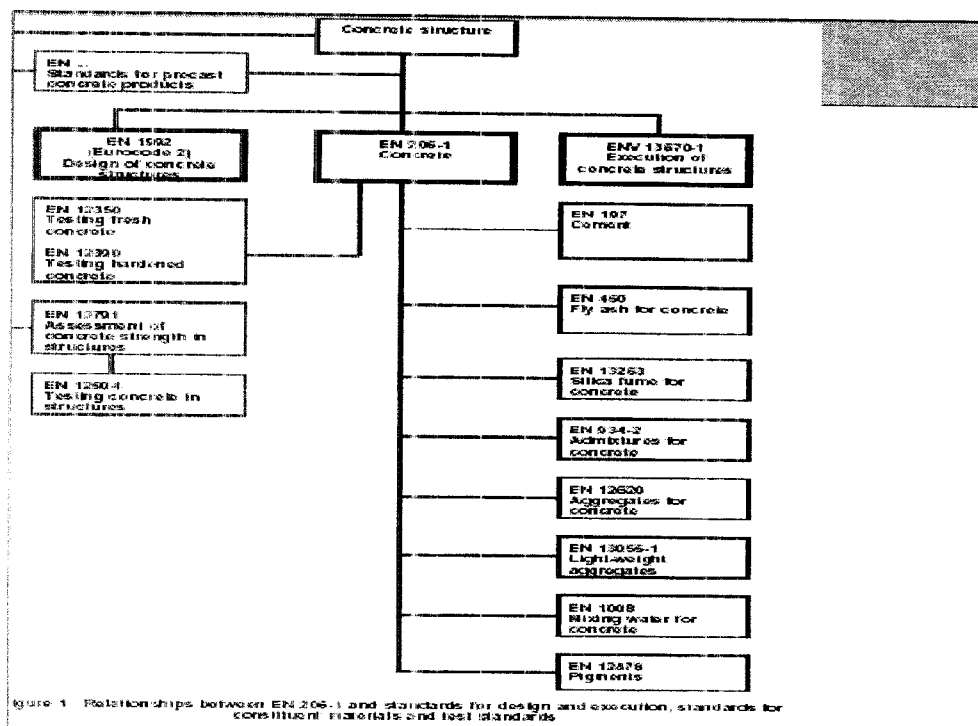 Concrete structure
EN ...
Standards for precast
concrete products
EN 1992
(Eurocode 2)
Design of concrete
structures
EN 206-1
Concrete
ENV 13670-1
Execution of
concrete structures
EN 12350
Testing fresh
concrete
EN 12390
Testing hardened
concrete
EN 13791
Assessment of
concrete strength in
structures
EN 12504
Testing concrete in
structures
EN 197
Cement
EN 450
Fly ash for concrete
EN 13263
Silica fume for
concrete
EN 934-2
Admixtures for
concrete
EN 12620
Aggregates for
concrete
EN 13055-1
Light-weight
aggregates
EN 1008
Mixing water for
concrete
EN 12878
Pigments
igure 1 Relationships between EN 206-1 and standards for design and execution, standards for
constituent materials and test standards